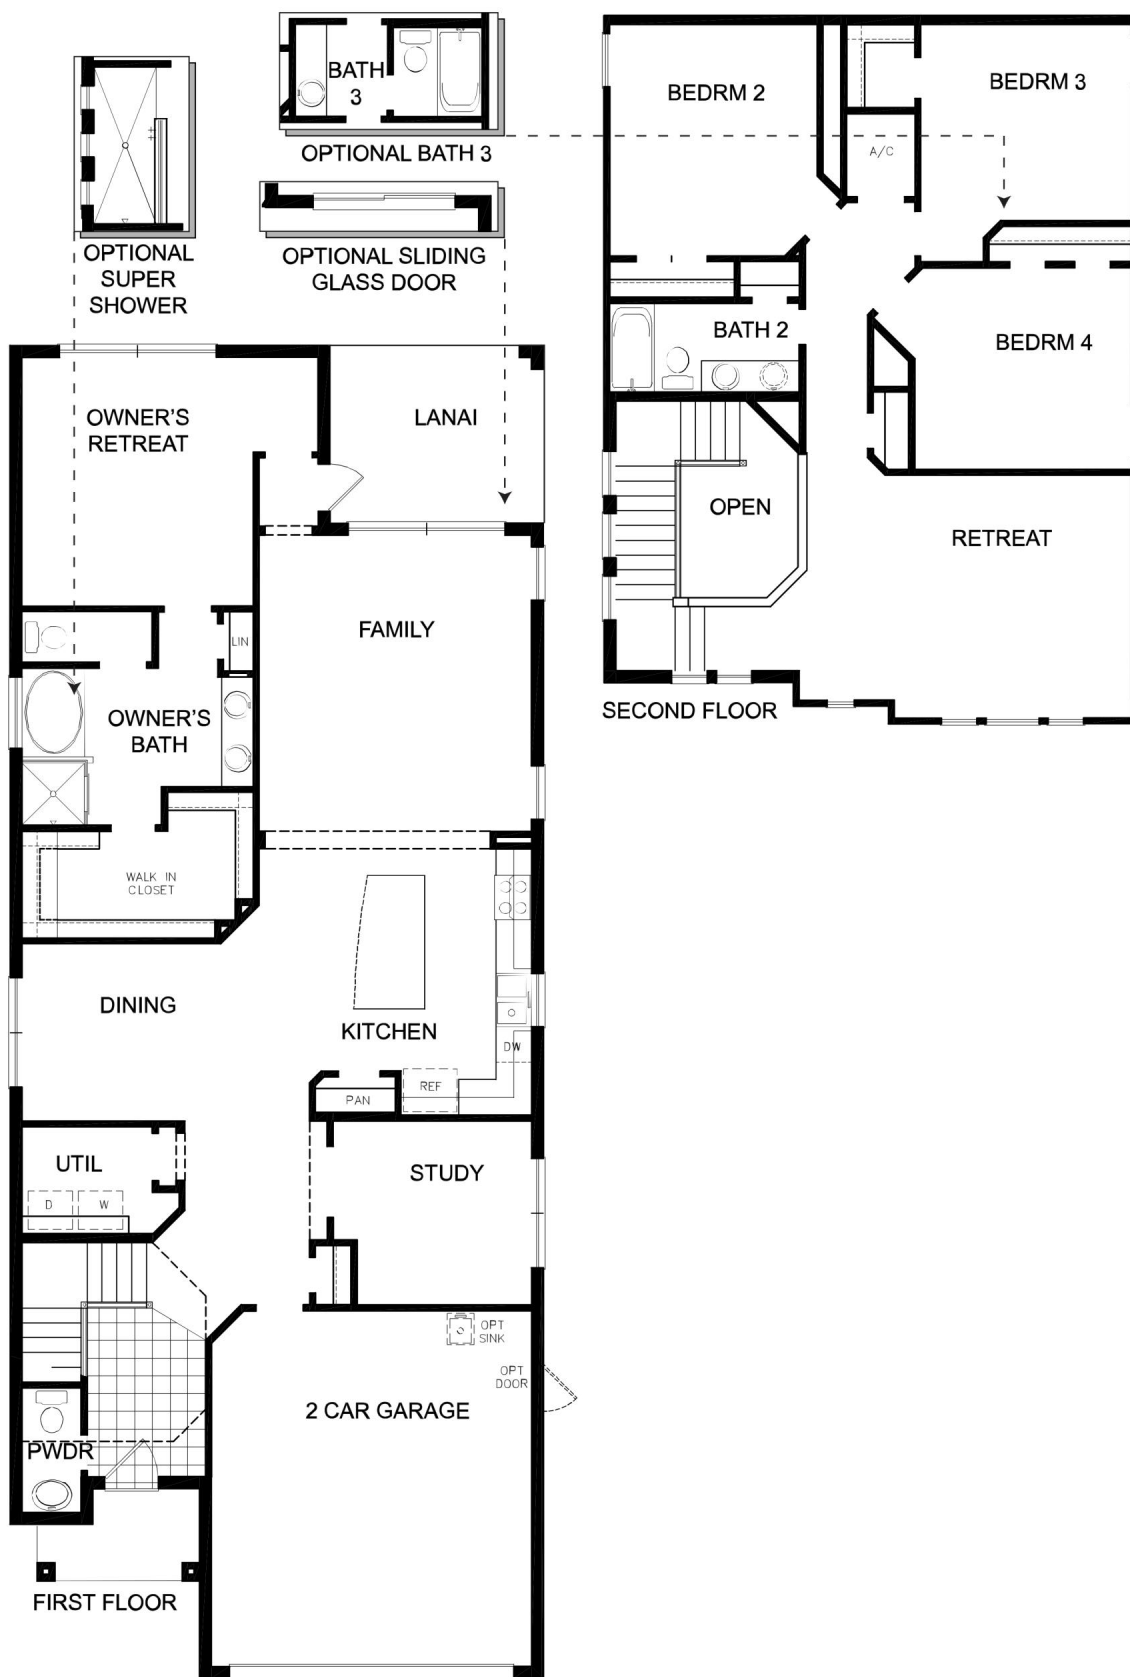 BATH
3
OPTIONAL BATH 3
OPTIONAL
SUPER
SHOWER
OPTIONAL SLIDING
GLASS DOOR
BEDRM 2
BEDRM 3
A/C
BATH 2
BEDRM 4
OPEN
RETREAT
SECOND FLOOR
OWNER'S
RETREAT
LANAI
FAMILY
LIN
OWNER'S
BATH
WALK IN
CLOSET
DINING
KITCHEN
DW
REF
PAN
UTIL
D
W
STUDY
OPT
SINK
OPT
DOOR
2 CAR GARAGE
PWDR
FIRST FLOOR